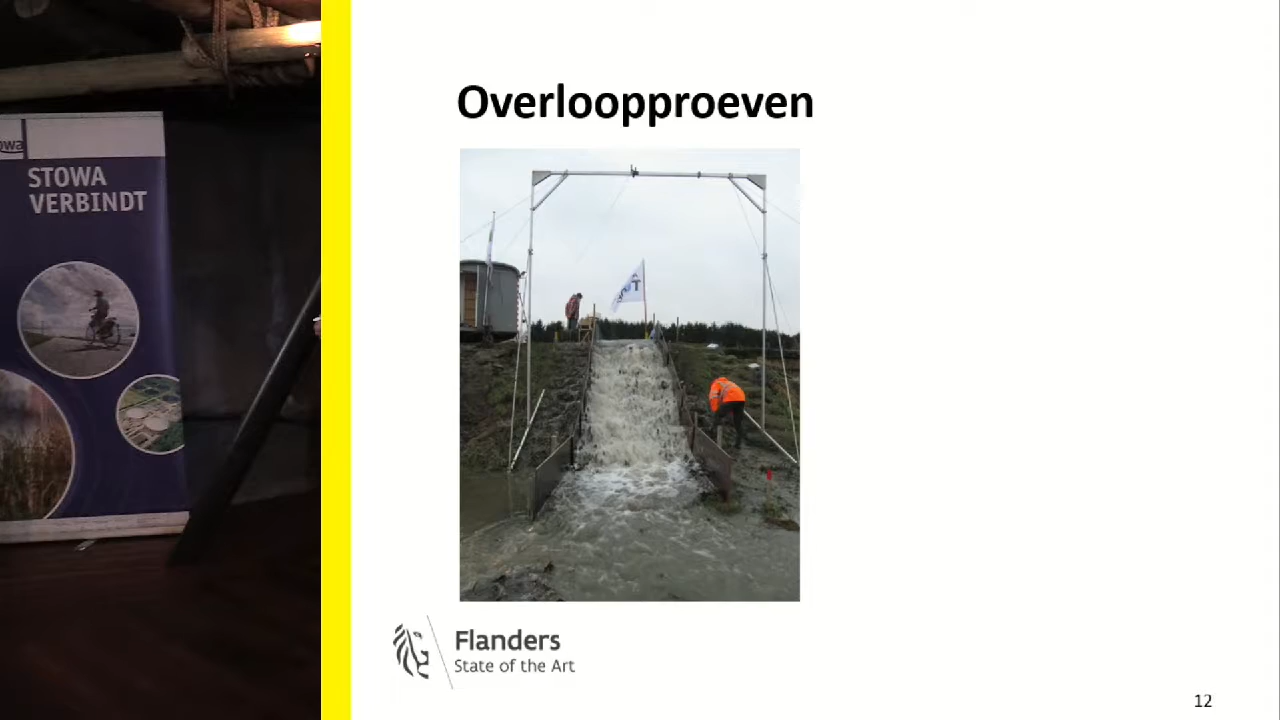 STOWA
VERBINDT
Overloopproeven
Flanders
State of the Art
12